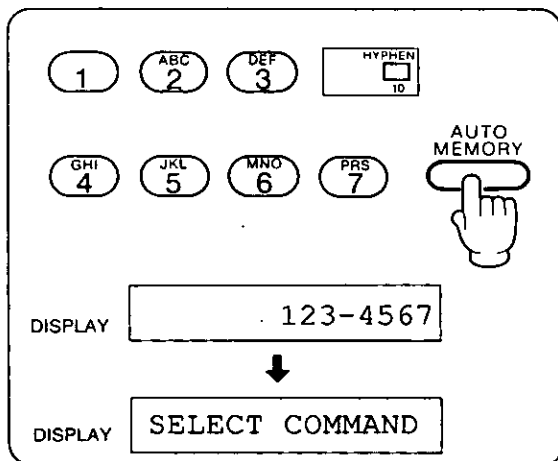 1
ABC
2
DEF
3
HYPHEN
10
GHI
4
JKL
5
MNO
6
PRS
7
AUTO
MEMORY
DISPLAY 123-4567
DISPLAY SELECT COMMAND